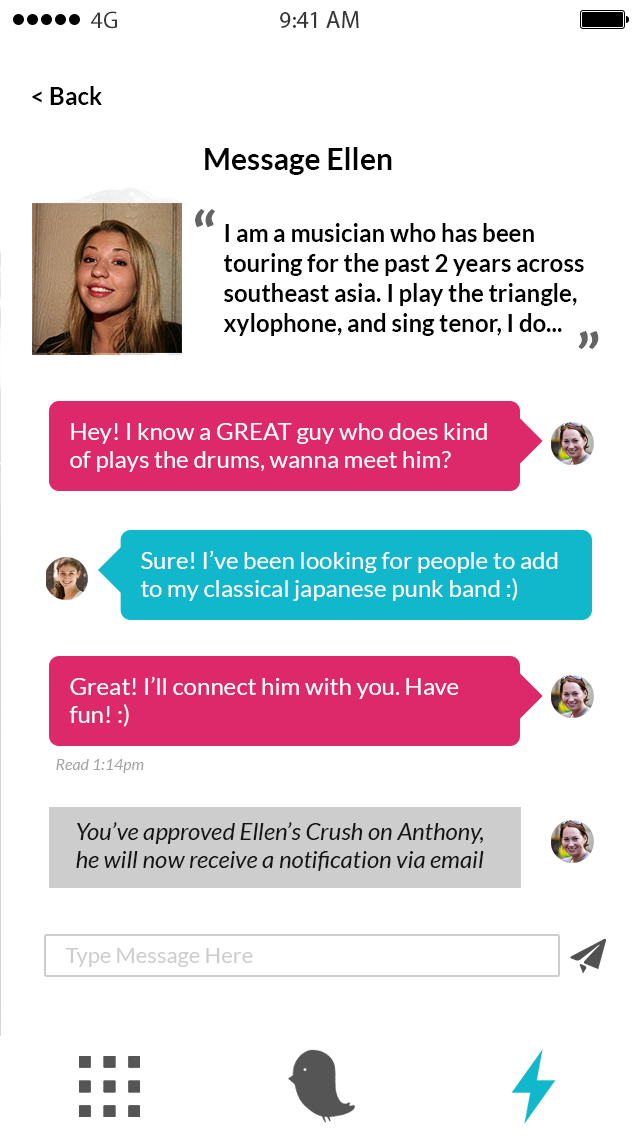 4G 9:41 AM
< Back
Message Ellen
“ I am a musician who has been
touring for the past 2 years across
southeast asia. I play the triangle,
xylophone, and sing tenor, I do... ”
Hey! I know a GREAT guy who does kind
of plays the drums, wanna meet him?
Sure! I’ve been looking for people to add
to my classical japanese punk band :)
Great! I’ll connect him with you. Have
fun! :)
Read 1:14pm
You’ve approved Ellen’s Crush on Anthony,
he will now receive a notification via email
Type Message Here